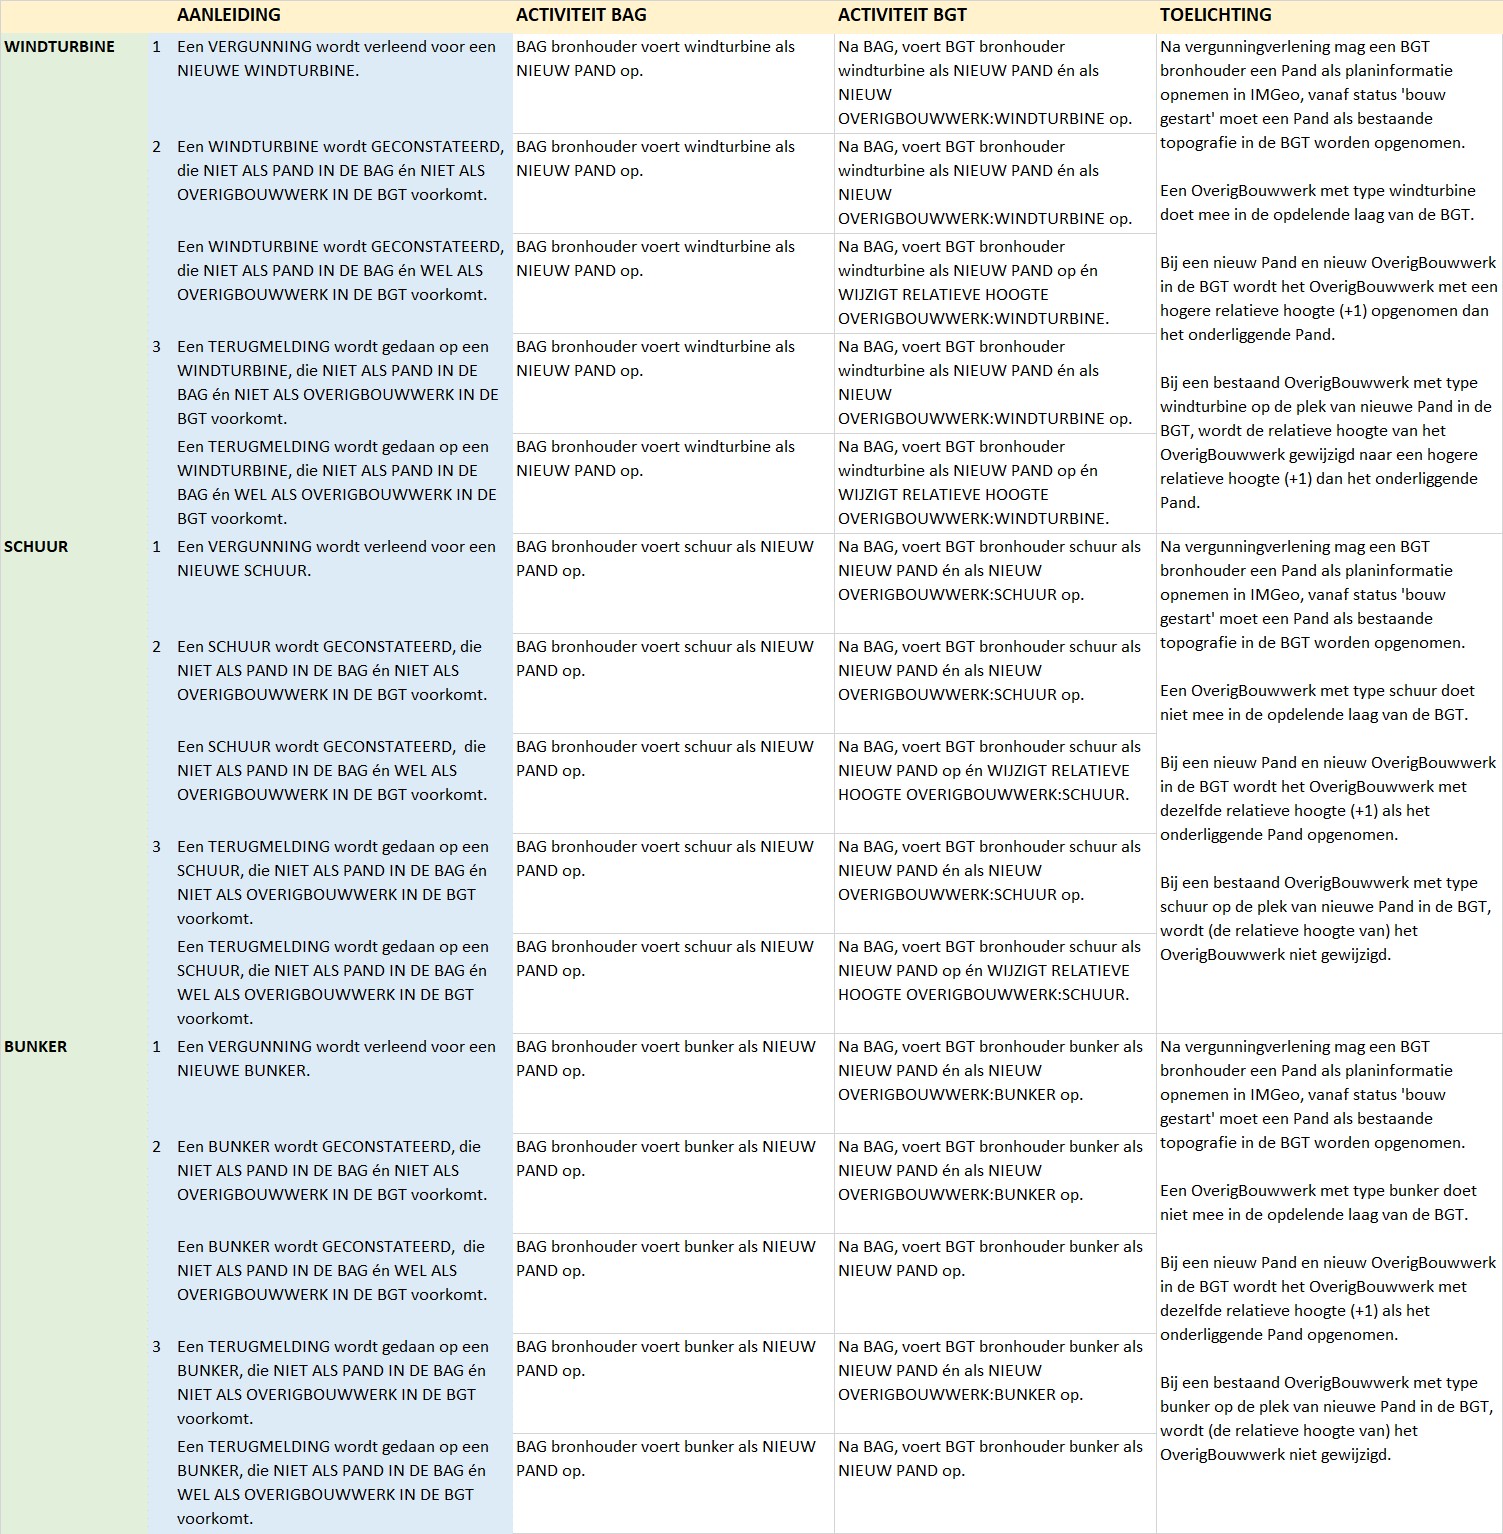 AANLEIDING
ACTIVITEIT BAG
ACTIVITEIT BGT
TOELICHTING
WINDTURBINE
1
Een VERGUNNING wordt verleend voor een
NIEUWE WINDTURBINE.
BAG bronhouder voert windturbine als
NIEUW PAND op.
Na BAG, voert BGT bronhouder
windturbine als NIEUW PAND én als
NIEUW
OVERIGBOUWWERK:WINDTURBINE op.
Na vergunningverlening mag een BGT
bronhouder een Pand als planinformatie
opnemen in IMGeo, vanaf status 'bouw
gestart' moet een Pand als bestaande
topografie in de BGT worden opgenomen.
Een OverigBouwwerk met type windturbine
doet mee in de opdelende laag van de BGT.
Bij een nieuw Pand en nieuw OverigBouwwerk
in de BGT wordt het OverigBouwwerk met een
hogere relatieve hoogte (+1) opgenomen dan
het onderliggende Pand.
Bij een bestaand OverigBouwwerk met type
windturbine op de plek van nieuwe Pand in de
BGT, wordt de relatieve hoogte van het
OverigBouwwerk gewijzigd naar een hogere
relatieve hoogte (+1) dan het onderliggende
Pand.
2
Een WINDTURBINE wordt GECONSTATEERD,
die NIET ALS PAND IN DE BAG én NIET ALS
OVERIGBOUWWERK IN DE BGT voorkomt.
BAG bronhouder voert windturbine als
NIEUW PAND op.
Na BAG, voert BGT bronhouder
windturbine als NIEUW PAND én als
NIEUW
OVERIGBOUWWERK:WINDTURBINE op.
Een WINDTURBINE wordt GECONSTATEERD,
die NIET ALS PAND IN DE BAG én WEL ALS
OVERIGBOUWWERK IN DE BGT voorkomt.
BAG bronhouder voert windturbine als
NIEUW PAND op.
Na BAG, voert BGT bronhouder
windturbine als NIEUW PAND op én
WIJZIGT RELATIEVE HOOGTE
OVERIGBOUWWERK:WINDTURBINE.
3
Een TERUGMELDING wordt gedaan op een
WINDTURBINE, die NIET ALS PAND IN DE
BAG én NIET ALS OVERIGBOUWWERK IN DE
BGT voorkomt.
BAG bronhouder voert windturbine als
NIEUW PAND op.
Na BAG, voert BGT bronhouder
windturbine als NIEUW PAND én als
NIEUW
OVERIGBOUWWERK:WINDTURBINE op.
Een TERUGMELDING wordt gedaan op een
WINDTURBINE, die NIET ALS PAND IN DE
BAG én WEL ALS OVERIGBOUWWERK IN DE
BGT voorkomt.
BAG bronhouder voert windturbine als
NIEUW PAND op.
Na BAG, voert BGT bronhouder
windturbine als NIEUW PAND op én
WIJZIGT RELATIEVE HOOGTE
OVERIGBOUWWERK:WINDTURBINE.
SCHUUR
1
Een VERGUNNING wordt verleend voor een
NIEUWE SCHUUR.
BAG bronhouder voert schuur als NIEUW
PAND op.
Na BAG, voert BGT bronhouder schuur als
NIEUW PAND én als NIEUW
OVERIGBOUWWERK:SCHUUR op.
Na vergunningverlening mag een BGT
bronhouder een Pand als planinformatie
opnemen in IMGeo, vanaf status 'bouw
gestart' moet een Pand als bestaande
topografie in de BGT worden opgenomen.
Een OverigBouwwerk met type schuur doet
niet mee in de opdelende laag van de BGT.
Bij een nieuw Pand en nieuw OverigBouwwerk
in de BGT wordt het OverigBouwwerk met
dezelfde relatieve hoogte (+1) als het
onderliggende Pand opgenomen.
Bij een bestaand OverigBouwwerk met type
schuur op de plek van nieuwe Pand in de BGT,
wordt (de relatieve hoogte van) het
OverigBouwwerk niet gewijzigd.
2
Een SCHUUR wordt GECONSTATEERD, die
NIET ALS PAND IN DE BAG én NIET ALS
OVERIGBOUWWERK IN DE BGT voorkomt.
BAG bronhouder voert schuur als NIEUW
PAND op.
Na BAG, voert BGT bronhouder schuur als
NIEUW PAND én als NIEUW
OVERIGBOUWWERK:SCHUUR op.
Een SCHUUR wordt GECONSTATEERD,  die
NIET ALS PAND IN DE BAG én WEL ALS
OVERIGBOUWWERK IN DE BGT voorkomt.
BAG bronhouder voert schuur als NIEUW
PAND op.
Na BAG, voert BGT bronhouder schuur als
NIEUW PAND op én WIJZIGT RELATIEVE
HOOGTE OVERIGBOUWWERK:SCHUUR.
3
Een TERUGMELDING wordt gedaan op een
SCHUUR, die NIET ALS PAND IN DE BAG én
NIET ALS OVERIGBOUWWERK IN DE BGT
voorkomt.
BAG bronhouder voert schuur als NIEUW
PAND op.
Na BAG, voert BGT bronhouder schuur als
NIEUW PAND én als NIEUW
OVERIGBOUWWERK:SCHUUR op.
Een TERUGMELDING wordt gedaan op een
SCHUUR, die NIET ALS PAND IN DE BAG én
WEL ALS OVERIGBOUWWERK IN DE BGT
voorkomt.
BAG bronhouder voert schuur als NIEUW
PAND op.
Na BAG, voert BGT bronhouder schuur als
NIEUW PAND op én WIJZIGT RELATIEVE
HOOGTE OVERIGBOUWWERK:SCHUUR.
BUNKER
1
Een VERGUNNING wordt verleend voor een
NIEUWE BUNKER.
BAG bronhouder voert bunker als NIEUW
PAND op.
Na BAG, voert BGT bronhouder bunker als
NIEUW PAND én als NIEUW
OVERIGBOUWWERK:BUNKER op.
Na vergunningverlening mag een BGT
bronhouder een Pand als planinformatie
opnemen in IMGeo, vanaf status 'bouw
gestart' moet een Pand als bestaande
topografie in de BGT worden opgenomen.
Een OverigBouwwerk met type bunker doet
niet mee in de opdelende laag van de BGT.
Bij een nieuw Pand en nieuw OverigBouwwerk
in de BGT wordt het OverigBouwwerk met
dezelfde relatieve hoogte (+1) als het
onderliggende Pand opgenomen.
Bij een bestaand OverigBouwwerk met type
bunker op de plek van nieuwe Pand in de BGT,
wordt (de relatieve hoogte van) het
OverigBouwwerk niet gewijzigd.
2
Een BUNKER wordt GECONSTATEERD, die
NIET ALS PAND IN DE BAG én NIET ALS
OVERIGBOUWWERK IN DE BGT voorkomt.
BAG bronhouder voert bunker als NIEUW
PAND op.
Na BAG, voert BGT bronhouder bunker als
NIEUW PAND én als NIEUW
OVERIGBOUWWERK:BUNKER op.
Een BUNKER wordt GECONSTATEERD,  die
NIET ALS PAND IN DE BAG én WEL ALS
OVERIGBOUWWERK IN DE BGT voorkomt.
BAG bronhouder voert bunker als NIEUW
PAND op.
Na BAG, voert BGT bronhouder bunker als
NIEUW PAND op.
3
Een TERUGMELDING wordt gedaan op een
BUNKER, die NIET ALS PAND IN DE BAG én
NIET ALS OVERIGBOUWWERK IN DE BGT
voorkomt.
BAG bronhouder voert bunker als NIEUW
PAND op.
Na BAG, voert BGT bronhouder bunker als
NIEUW PAND én als NIEUW
OVERIGBOUWWERK:BUNKER op.
Een TERUGMELDING wordt gedaan op een
BUNKER, die NIET ALS PAND IN DE BAG én
WEL ALS OVERIGBOUWWERK IN DE BGT
voorkomt.
BAG bronhouder voert bunker als NIEUW
PAND op.
Na BAG, voert BGT bronhouder bunker als
NIEUW PAND op.